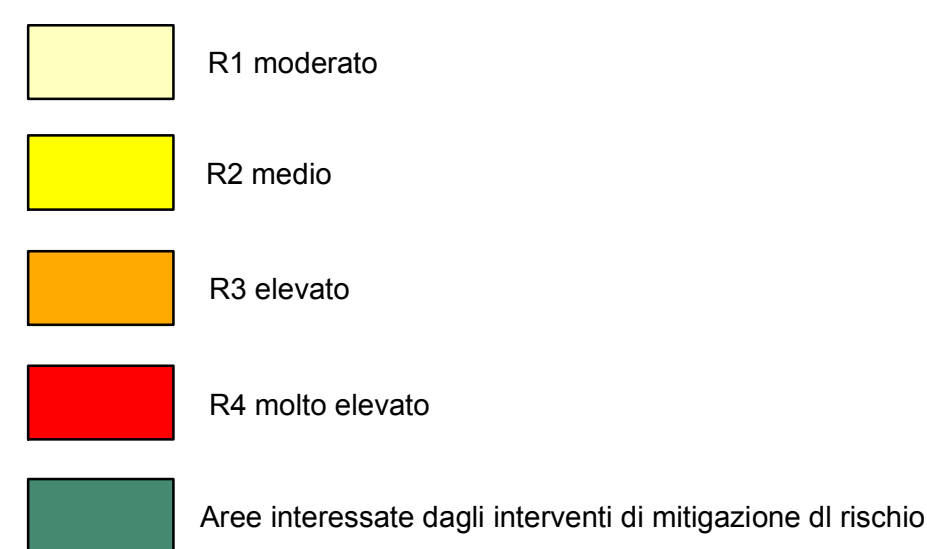 R1 moderato
R2 medio
R3 elevato
R4 molto elevato
Aree interessate dagli interventi di mitigazione dl rischio